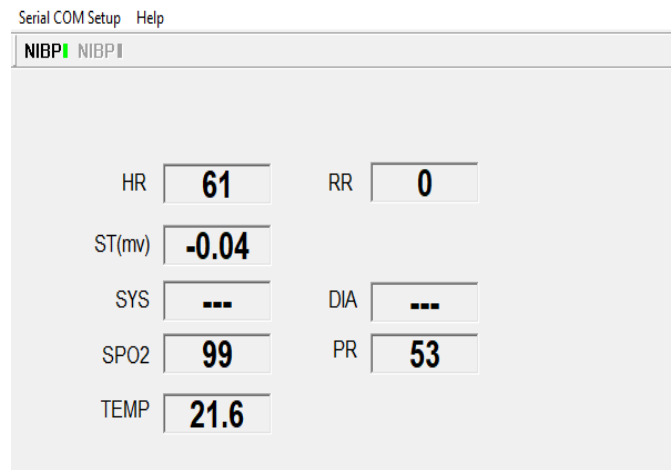 Serial COM Setup Help
NIBP NIBP
HR 61 RR 0
ST(mv) -0.04
SYS --- DIA ---
SPO2 99 PR 53
TEMP 21.6